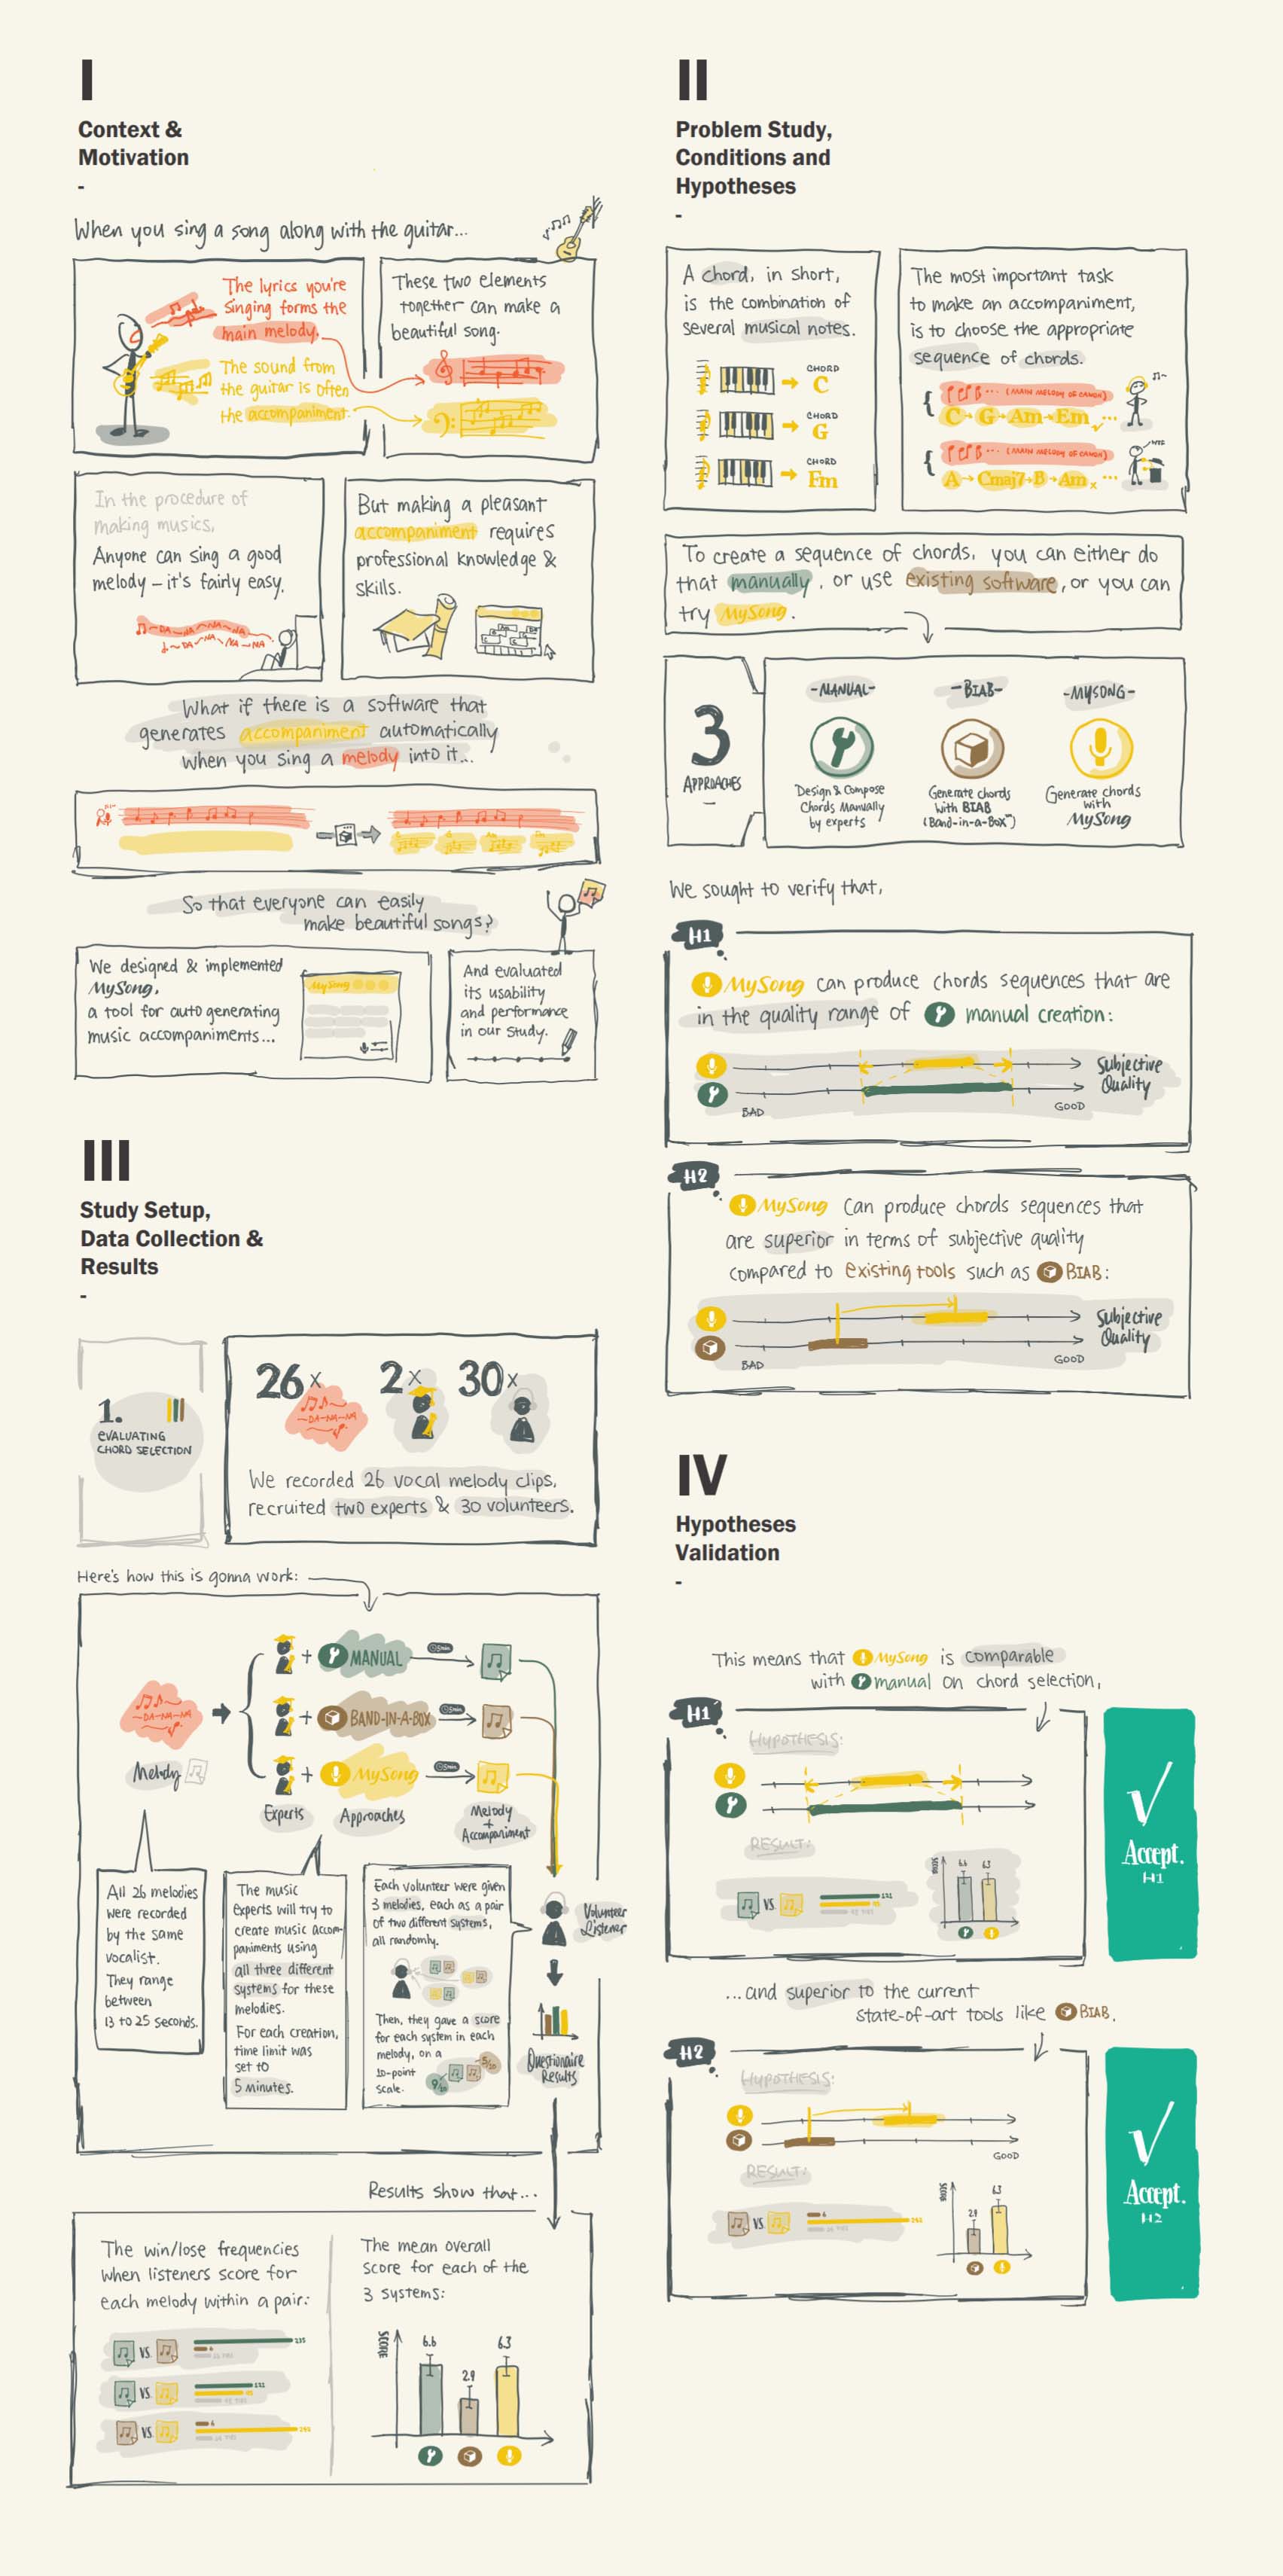 I
Context &
Motivation
-
When you sing a song along with the guitar...
The lyrics you're
singing forms the
main melody,
The sound from
the guitar is often
the accompaniment.
These two elements
together can make a
beautiful song.
In the procedure of
making musics,
Anyone can sing a good
melody – it's fairly easy.
♫~DA~NA~NA~NA~NA
♪~DA~NA~NA~NA
But making a pleasant
accompaniment requires
professional knowledge &
skills.
What if there is a software that
generates accompaniment automatically
when you sing a melody into it...
So that everyone can easily
make beautiful songs?
We designed & implemented
MySong,
a tool for auto generating
music accompaniments...
MySong
And evaluated
its usability
and performance
in our study.
II
Problem Study,
Conditions and
Hypotheses
-
A chord, in short,
is the combination of
several musical notes.
CHORD
C
CHORD
G
CHORD
Fm
The most important task
to make an accompaniment,
is to choose the appropriate
sequence of chords.
(MAIN MELODY OF CANON)
C→G→Am→Em ...
(MAIN MELODY OF CANON)
A→Cmaj7→B→Am ...
To create a sequence of chords, you can either do
that manually, or use existing software, or you can
try MySong.
3
APPROACHES
-MANUAL-
Design & Compose
Chords Manually
by experts
-BIAB-
Generate chords
with BIAB
(Band-in-a-Box™)
-MYSONG-
Generate chords
with
MySong
We sought to verify that,
H1
MySong can produce chords sequences that are
in the quality range of manual creation:
Subjective
Quality
BAD
GOOD
H2
MySong Can produce chords sequences that
are superior in terms of subjective quality
compared to existing tools such as BIAB:
Subjective
Quality
BAD
GOOD
III
Study Setup,
Data Collection &
Results
-
1.
EVALUATING
CHORD SELECTION
26x
2x
30x
~DA~NA~NA
We recorded 26 vocal melody clips,
recruited two experts & 30 volunteers.
Here's how this is gonna work:
~DA~NA~NA
Melody
+ MANUAL
5min
+ BAND-IN-A-BOX
5min
+ MySong
5min
Experts
Approaches
Melody
+
Accompaniment
All 26 melodies
were recorded
by the same
vocalist.
They range
between
13 to 25 seconds.
The music
experts will try to
create music accom-
paniments using
all three different
systems for these
melodies.
For each creation,
time limit was
set to
5 minutes.
Each volunteer were given
3 melodies, each as a pair
of two different systems,
all randomly.
Then, they gave a score
for each system in each
melody, on a
10-point
scale.
9/10
5/10
Volunteer
Listener
Questionaire
Results
Results show that...
The win/lose frequencies
when listeners score for
each melody within a pair:
VS.
6
VS.
121
VS.
6
The mean overall
score for each of the
3 systems:
SCORE
6.6
2.9
6.3
IV
Hypotheses
Validation
-
This means that MySong is comparable
with manual on chord selection,
H1
HYPOTHESIS:
RESULT:
VS.
121
SCORE
6.6
6.3
Accept.
H1
...and superior to the current
state-of-art tools like BIAB.
H2
HYPOTHESIS:
GOOD
RESULT:
VS.
6
SCORE
2.9
6.3
Accept.
H2